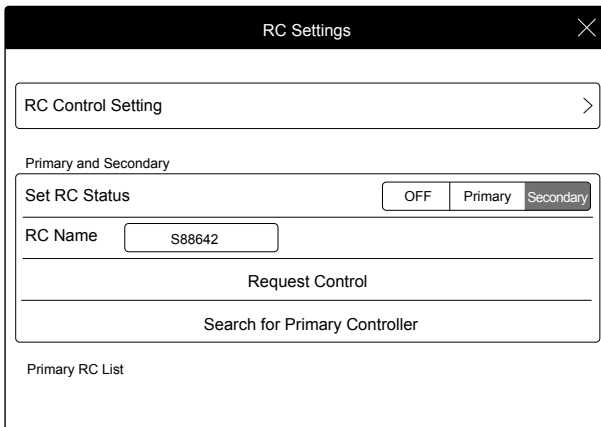 RC Settings
RC Control Setting
Primary and Secondary
Set RC Status OFF Primary Secondary
RC Name S88642
Request Control
Search for Primary Controller
Primary RC List